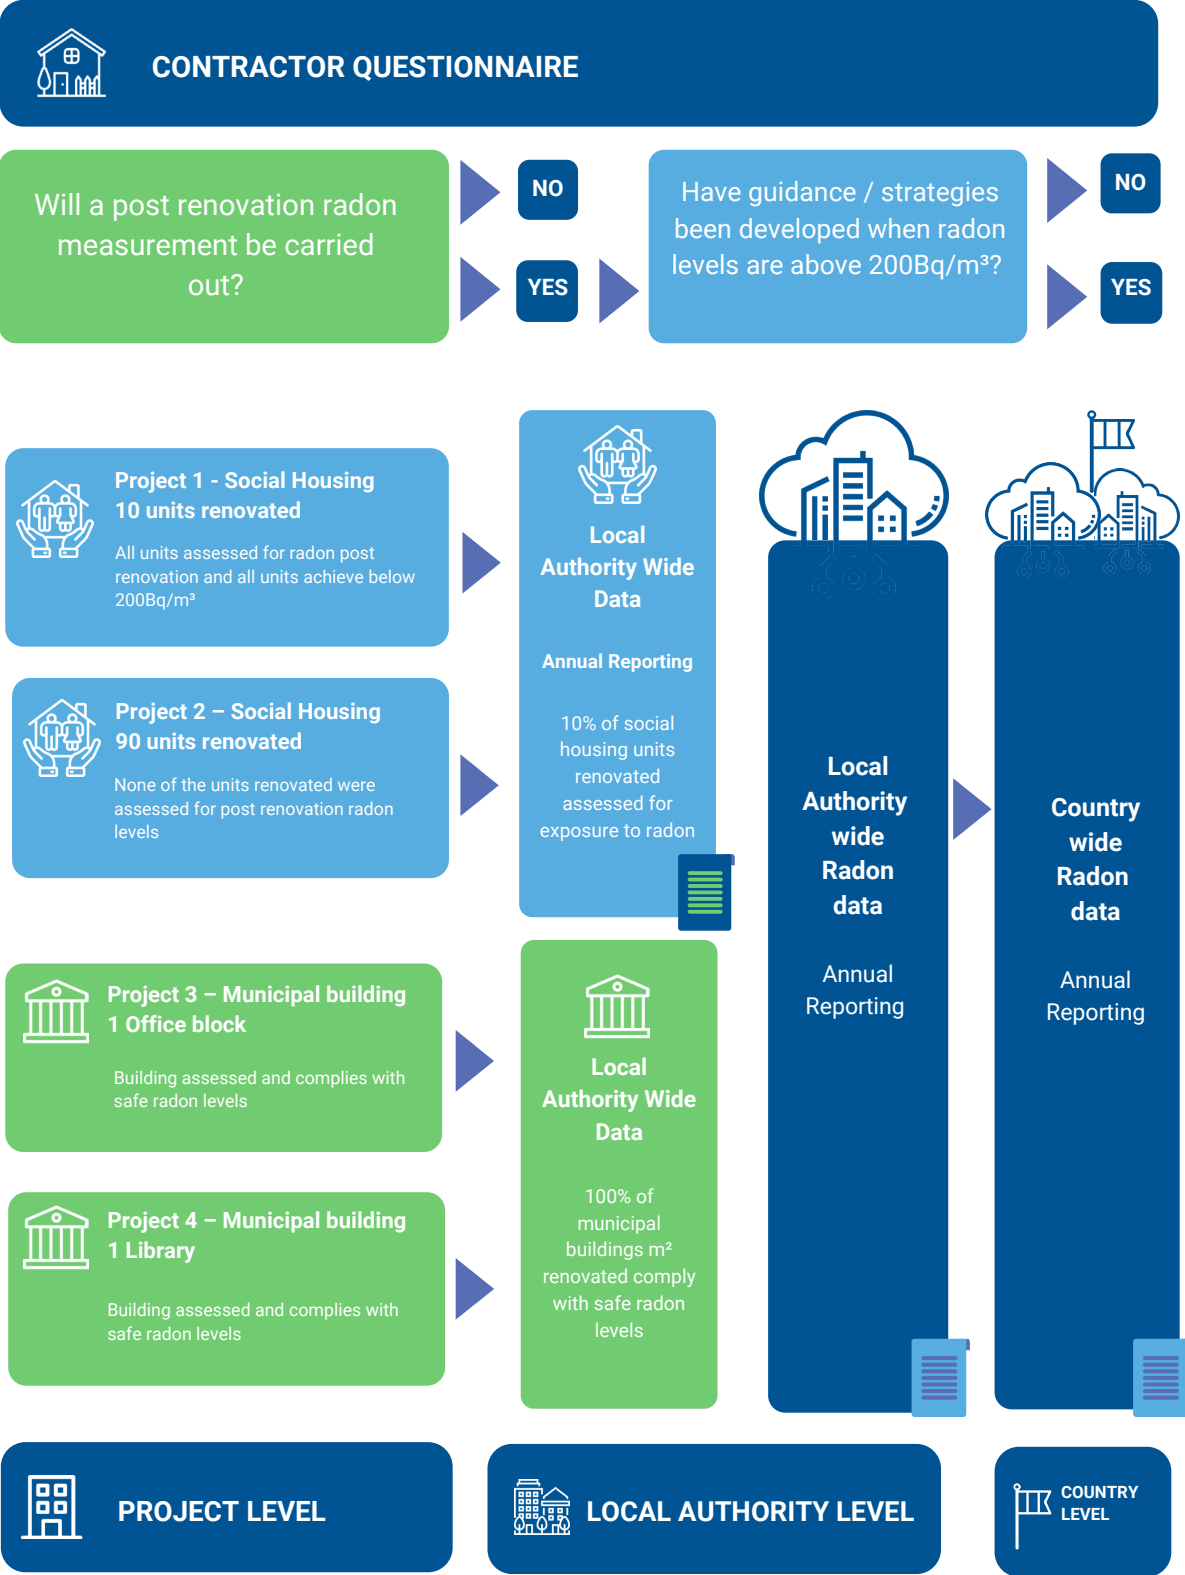 CONTRACTOR QUESTIONNAIRE
Will a post renovation radon
measurement be carried
out?
NO
YES
Have guidance / strategies
been developed when radon
levels are above 200Bq/m³?
NO
YES
Project 1 - Social Housing
10 units renovated
All units assessed for radon post
renovation and all units achieve below
200Bq/m³
Project 2 – Social Housing
90 units renovated
None of the units renovated were
assessed for post renovation radon
levels
Local
Authority Wide
Data
Annual Reporting
10% of social
housing units
renovated
assessed for
exposure to radon
Project 3 – Municipal building
1 Office block
Building assessed and complies with
safe radon levels
Project 4 – Municipal building
1 Library
Building assessed and complies with
safe radon levels
Local
Authority Wide
Data
100% of
municipal
buildings m²
renovated comply
with safe radon
levels
Local
Authority
wide
Radon
data
Annual
Reporting
Country
wide
Radon
data
Annual
Reporting
PROJECT LEVEL
LOCAL AUTHORITY LEVEL
COUNTRY
LEVEL